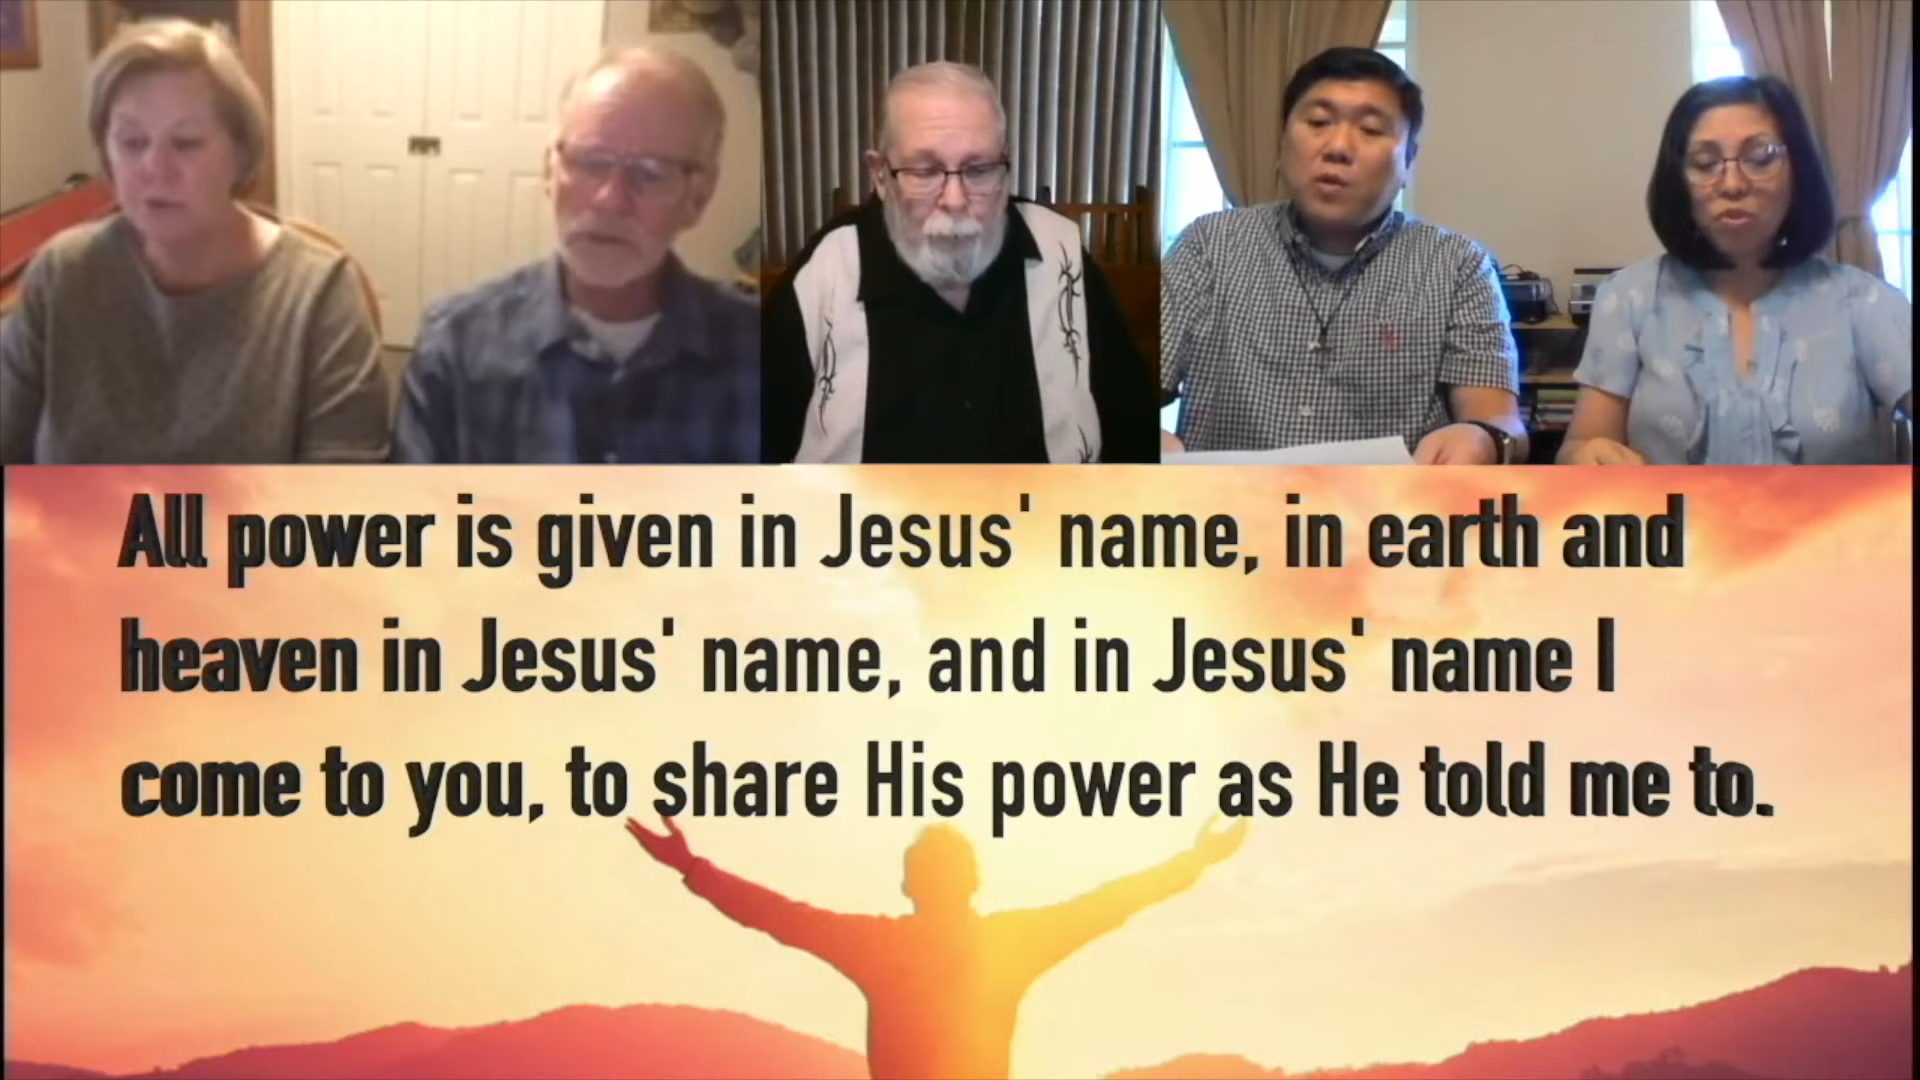 All power is given in Jesus' name, in earth and
heaven in Jesus' name, and in Jesus' name I
come to you, to share His power as He told me to.